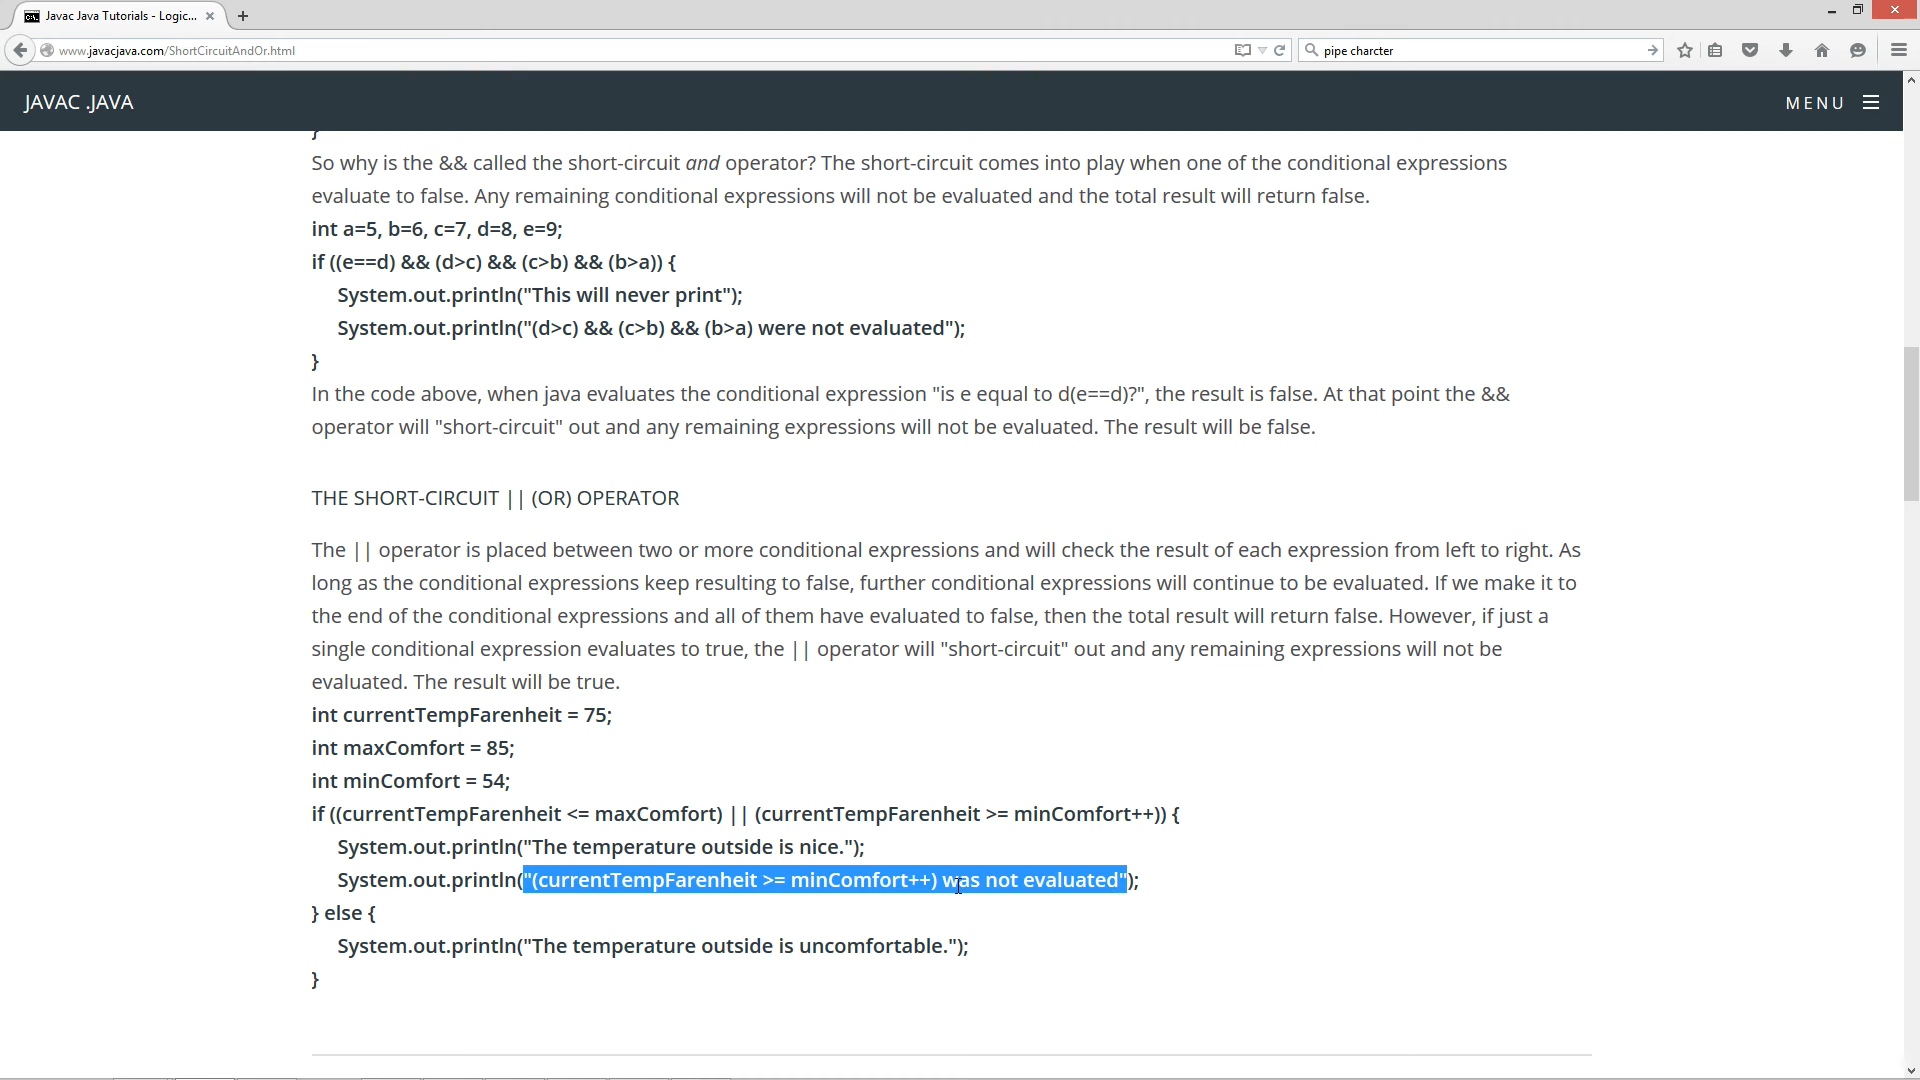 Javac Java Tutorials - Logic...
www.javacjava.com/ShortCircuitAndOr.html
pipe charcter
JAVAC .JAVA
MENU
}
So why is the && called the short-circuit and operator? The short-circuit comes into play when one of the conditional expressions
evaluate to false. Any remaining conditional expressions will not be evaluated and the total result will return false.
int a=5, b=6, c=7, d=8, e=9;
if ((e==d) && (d>c) && (c>b) && (b>a)) {
System.out.println("This will never print");
System.out.println("(d>c) && (c>b) && (b>a) were not evaluated");
}
In the code above, when java evaluates the conditional expression "is e equal to d(e==d)?", the result is false. At that point the &&
operator will "short-circuit" out and any remaining expressions will not be evaluated. The result will be false.
THE SHORT-CIRCUIT || (OR) OPERATOR
The || operator is placed between two or more conditional expressions and will check the result of each expression from left to right. As
long as the conditional expressions keep resulting to false, further conditional expressions will continue to be evaluated. If we make it to
the end of the conditional expressions and all of them have evaluated to false, then the total result will return false. However, if just a
single conditional expression evaluates to true, the || operator will "short-circuit" out and any remaining expressions will not be
evaluated. The result will be true.
int currentTempFarenheit = 75;
int maxComfort = 85;
int minComfort = 54;
if ((currentTempFarenheit <= maxComfort) || (currentTempFarenheit >= minComfort++)) {
System.out.println("The temperature outside is nice.");
System.out.println("(currentTempFarenheit >= minComfort++) was not evaluated");
} else {
System.out.println("The temperature outside is uncomfortable.");
}